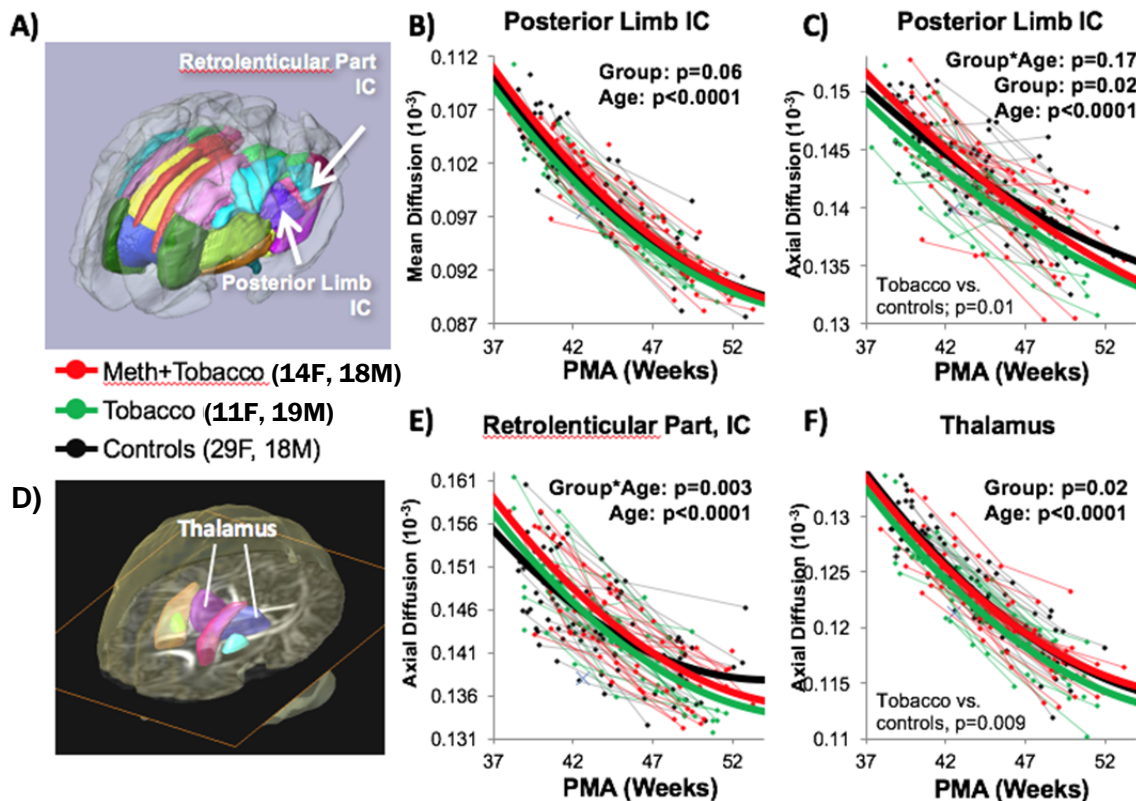 A)
Retrolenticular Part
IC
Posterior Limb
IC
Meth+Tobacco (14F, 18M)
Tobacco (11F, 19M)
Controls (29F, 18M)
B)
Posterior Limb IC
Group: p=0.06
Age: p<0.0001
Mean Diffusion (10⁻³)
0.112
0.107
0.102
0.097
0.092
0.087
37
42
47
52
PMA (Weeks)
C)
Posterior Limb IC
Group*Age: p=0.17
Group: p=0.02
Age: p<0.0001
Axial Diffusion (10⁻³)
0.15
0.145
0.14
0.135
0.13
Tobacco vs.
controls; p=0.01
37
42
47
52
PMA (Weeks)
D)
Thalamus
E)
Retrolenticular Part, IC
Group*Age: p=0.003
Age: p<0.0001
Axial Diffusion (10⁻³)
0.161
0.156
0.151
0.146
0.141
0.136
0.131
37
42
47
52
PMA (Weeks)
F)
Thalamus
Group: p=0.02
Age: p<0.0001
Axial Diffusion (10⁻³)
0.13
0.125
0.12
0.115
0.11
Tobacco vs.
controls, p=0.009
37
42
47
52
PMA (Weeks)